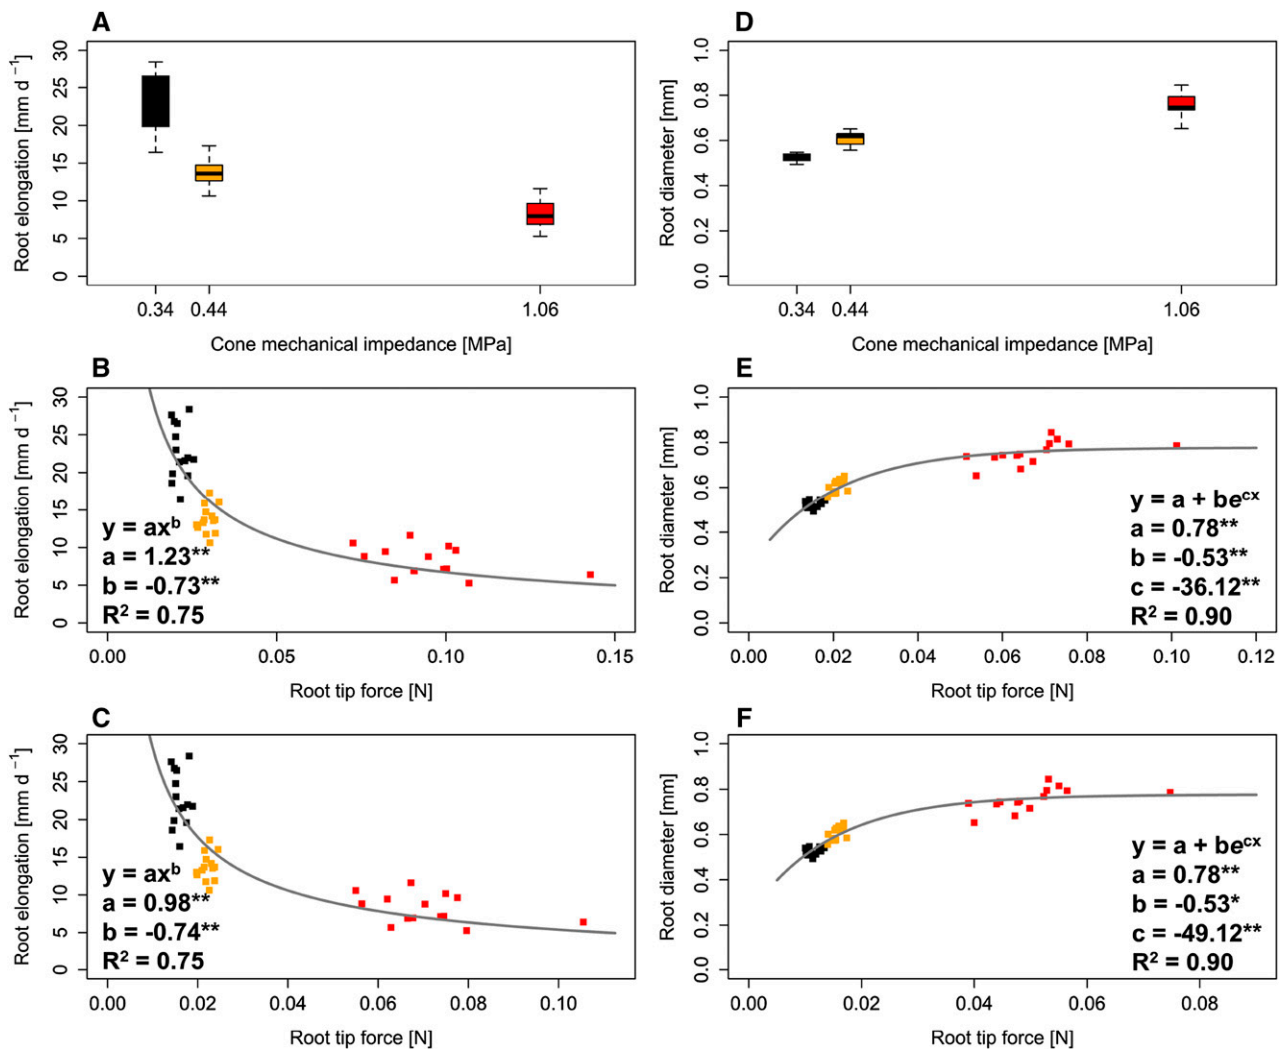 A
Root elongation [mm d⁻¹]
30
25
20
15
10
5
0
0.34
0.44
1.06
Cone mechanical impedance [MPa]
D
Root diameter [mm]
1.0
0.8
0.6
0.4
0.2
0.0
0.34
0.44
1.06
Cone mechanical impedance [MPa]
B
Root elongation [mm d⁻¹]
30
25
20
15
10
5
0
y = axᵇ
a = 1.23**
b = -0.73**
R² = 0.75
0.00
0.05
0.10
0.15
Root tip force [N]
E
Root diameter [mm]
1.0
0.8
0.6
0.4
0.2
0.0
y = a + beᶜˣ
a = 0.78**
b = -0.53**
c = -36.12**
R² = 0.90
0.00
0.02
0.04
0.06
0.08
0.10
0.12
Root tip force [N]
C
Root elongation [mm d⁻¹]
30
25
20
15
10
5
0
y = axᵇ
a = 0.98**
b = -0.74**
R² = 0.75
0.00
0.02
0.04
0.06
0.08
0.10
Root tip force [N]
F
Root diameter [mm]
1.0
0.8
0.6
0.4
0.2
0.0
y = a + beᶜˣ
a = 0.78**
b = -0.53*
c = -49.12**
R² = 0.90
0.00
0.02
0.04
0.06
0.08
Root tip force [N]